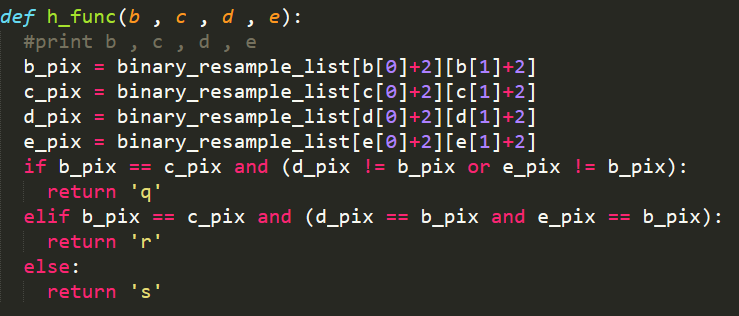 def h_func(b , c , d , e):
  #print b , c , d , e
  b_pix = binary_resample_list[b[0]+2][b[1]+2]
  c_pix = binary_resample_list[c[0]+2][c[1]+2]
  d_pix = binary_resample_list[d[0]+2][d[1]+2]
  e_pix = binary_resample_list[e[0]+2][e[1]+2]
  if b_pix == c_pix and (d_pix != b_pix or e_pix != b_pix):
    return 'q'
  elif b_pix == c_pix and (d_pix == b_pix and e_pix == b_pix):
    return 'r'
  else:
    return 's'